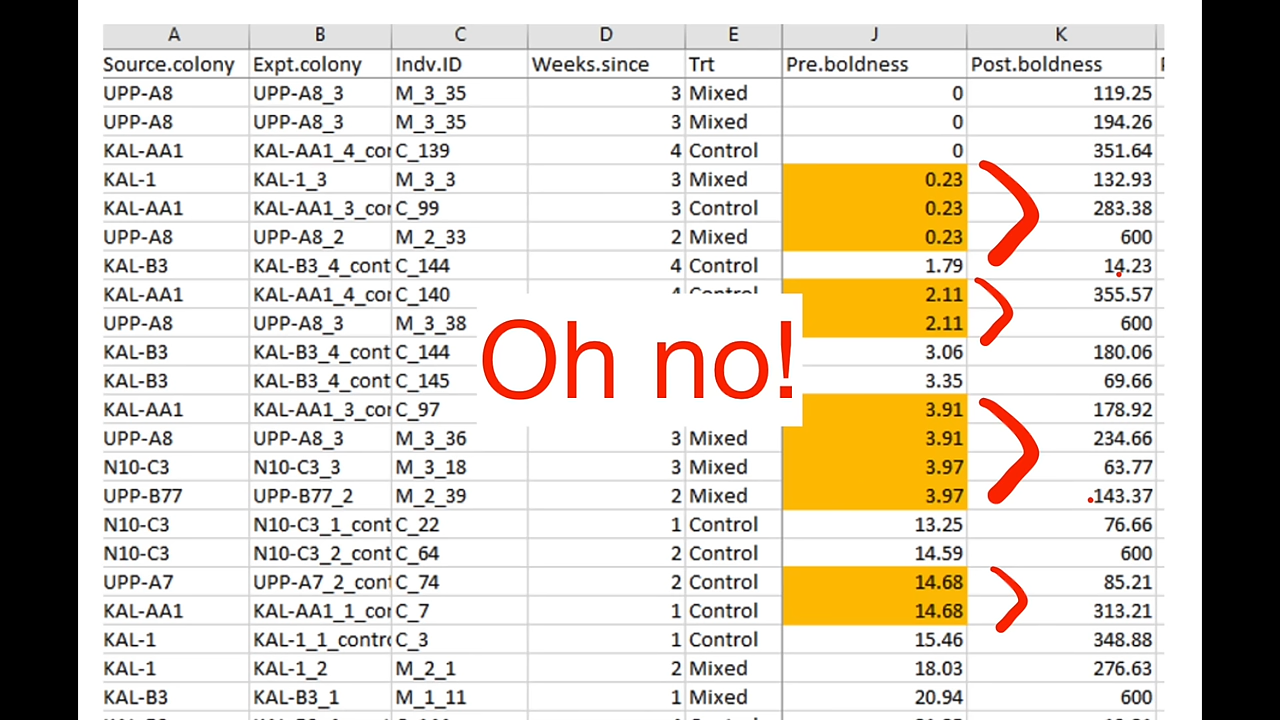 A B C D E J K
Source.colony Expt.colony Indv.ID Weeks.since Trt Pre.boldness Post.boldness
UPP-A8 UPP-A8_3 M_3_35 3 Mixed 0 119.25
UPP-A8 UPP-A8_3 M_3_35 3 Mixed 0 194.26
KAL-AA1 KAL-AA1_4_cor C_139 4 Control 0 351.64
KAL-1 KAL-1_3 M_3_3 3 Mixed 0.23 132.93
KAL-AA1 KAL-AA1_3_cor C_99 3 Control 0.23 283.38
UPP-A8 UPP-A8_2 M_2_33 2 Mixed 0.23 600
KAL-B3 KAL-B3_4_cont C_144 4 Control 1.79 14.23
KAL-AA1 KAL-AA1_4_cor C_140 4 Control 2.11 355.57
UPP-A8 UPP-A8_3 M_3_38 2.11 600
KAL-B3 KAL-B3_4_cont C_144 3.06 180.06
Oh no!
KAL-B3 KAL-B3_4_cont C_145 3.35 69.66
KAL-AA1 KAL-AA1_3_cor C_97 3.91 178.92
UPP-A8 UPP-A8_3 M_3_36 3 Mixed 3.91 234.66
N10-C3 N10-C3_3 M_3_18 3 Mixed 3.97 63.77
UPP-B77 UPP-B77_2 M_2_39 2 Mixed 3.97 143.37
N10-C3 N10-C3_1_cont C_22 1 Control 13.25 76.66
N10-C3 N10-C3_2_cont C_64 2 Control 14.59 600
UPP-A7 UPP-A7_2_cont C_74 2 Control 14.68 85.21
KAL-AA1 KAL-AA1_1_cor C_7 1 Control 14.68 313.21
KAL-1 KAL-1_1_contro C_3 1 Control 15.46 348.88
KAL-1 KAL-1_2 M_2_1 2 Mixed 18.03 276.63
KAL-B3 KAL-B3_1 M_1_11 1 Mixed 20.94 600